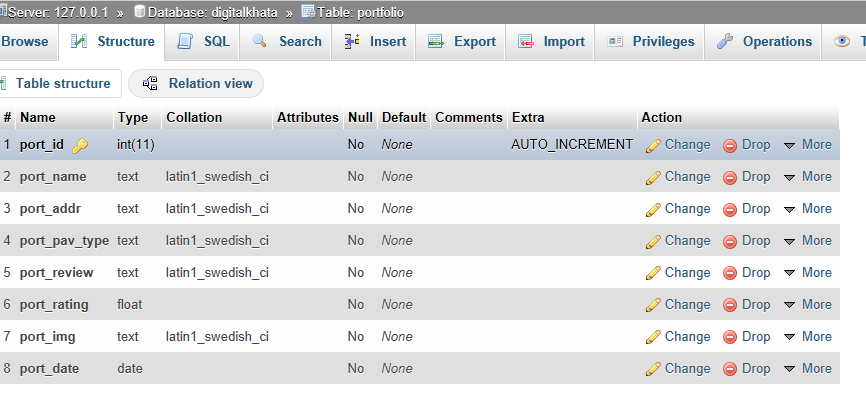 Server: 127.0.0.1 » Database: digitalkhata » Table: portfolio
Browse Structure SQL Search Insert Export Import Privileges Operations
Table structure Relation view
# Name Type Collation Attributes Null Default Comments Extra Action
1 port_id int(11) No None AUTO_INCREMENT Change Drop More
2 port_name text latin1_swedish_ci No None Change Drop More
3 port_addr text latin1_swedish_ci No None Change Drop More
4 port_pav_type text latin1_swedish_ci No None Change Drop More
5 port_review text latin1_swedish_ci No None Change Drop More
6 port_rating float No None Change Drop More
7 port_img text latin1_swedish_ci No None Change Drop More
8 port_date date No None Change Drop More